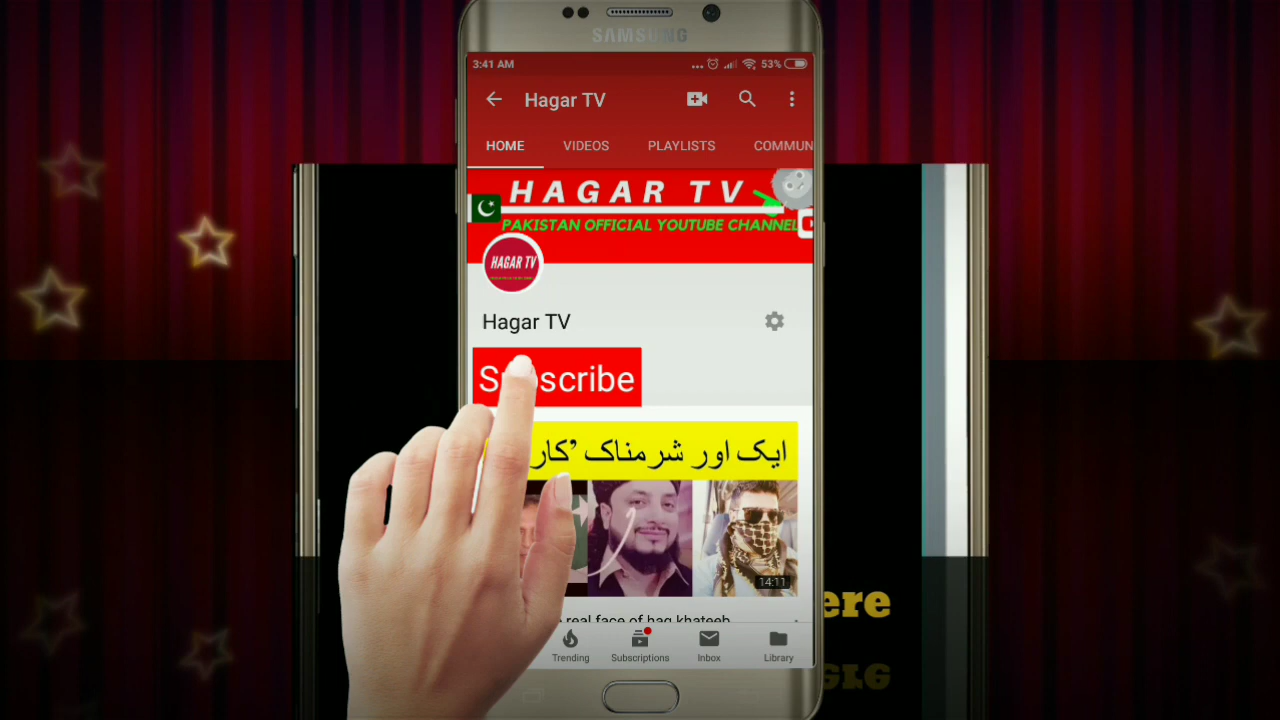 SAMSUNG
3:41 AM
53%
Hagar TV
HOME VIDEOS PLAYLISTS COMMUN
HAGAR TV
PAKISTAN OFFICIAL YOUTUBE CHANNEL
HAGAR TV
Hagar TV
Subscribe
ایک اور شرمناک ’کار
14:11
real face of haq khateeb
ere
Trending Subscriptions Inbox Library